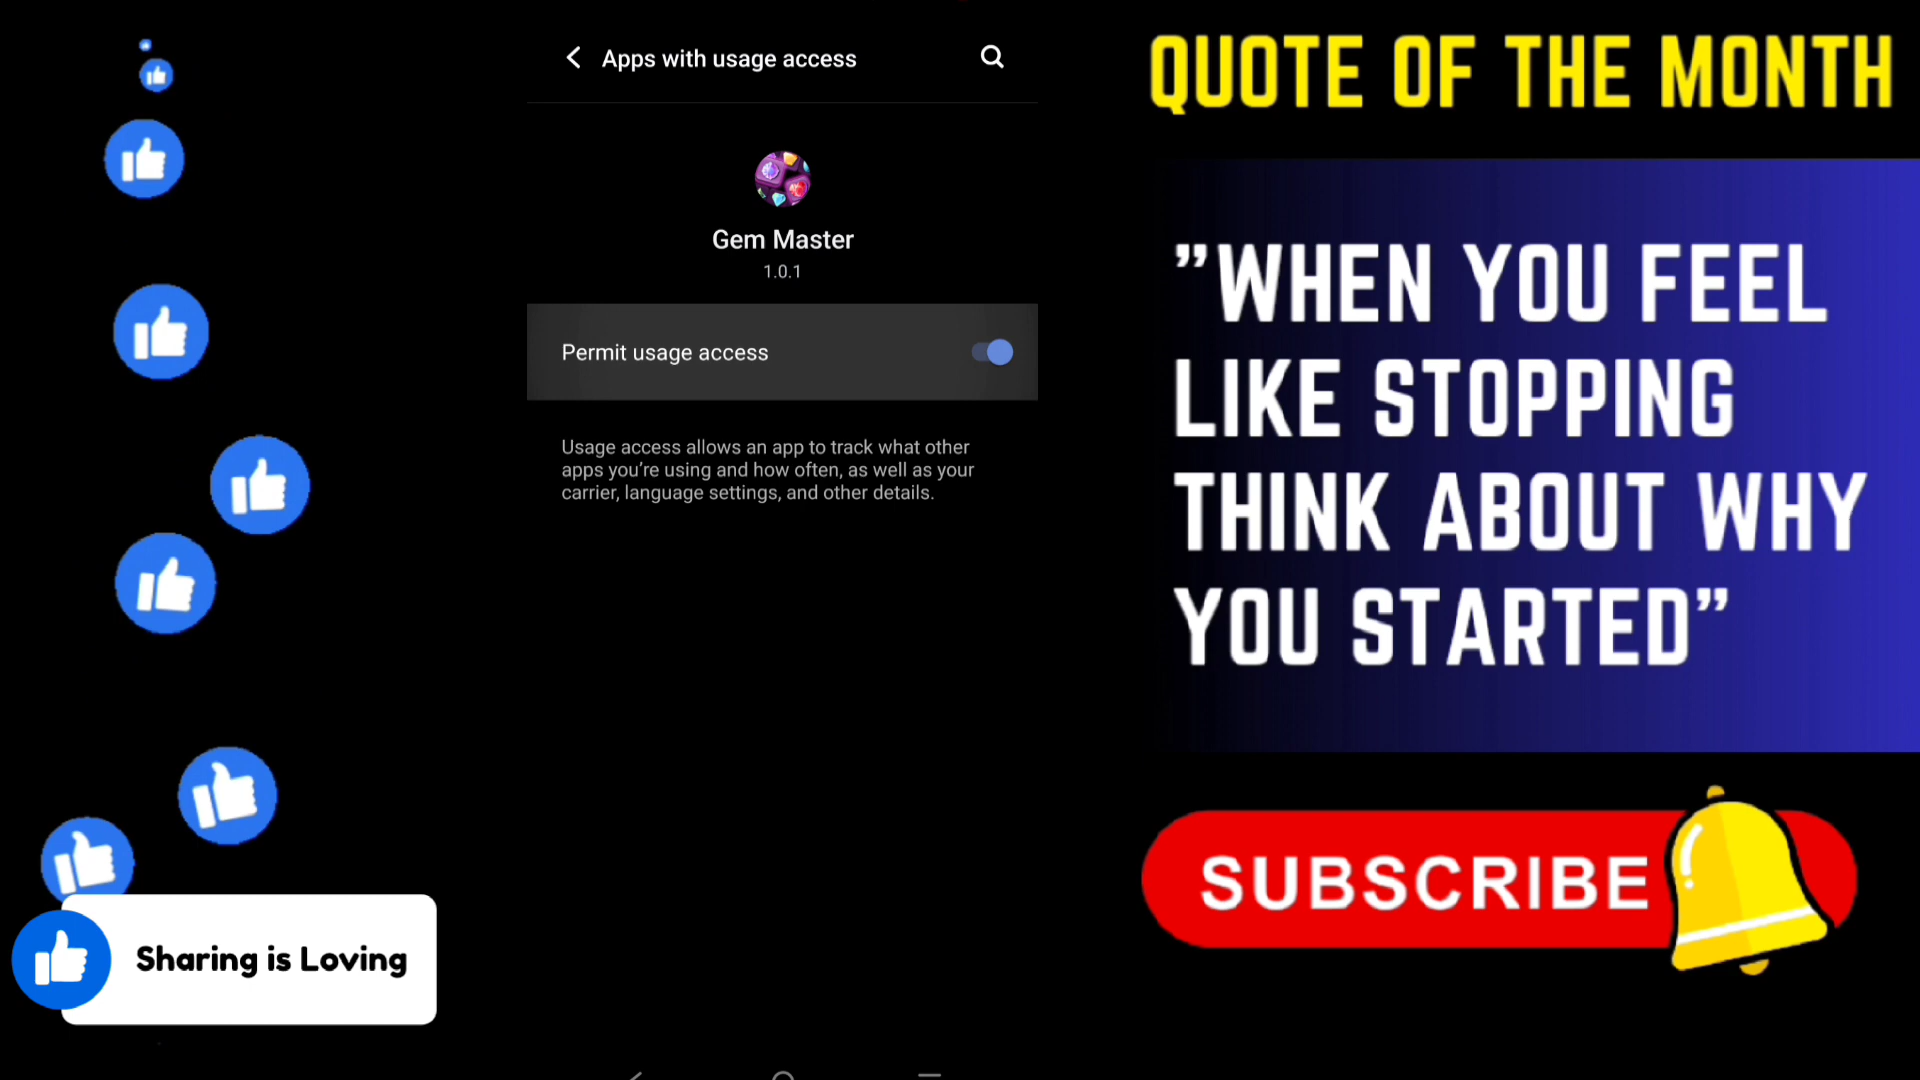 Apps with usage access
Gem Master
1.0.1
Permit usage access
Usage access allows an app to track what other
apps you're using and how often, as well as your
carrier, language settings, and other details.
Sharing is Loving
QUOTE OF THE MONTH
"WHEN YOU FEEL
LIKE STOPPING
THINK ABOUT WHY
YOU STARTED"
SUBSCRIBE